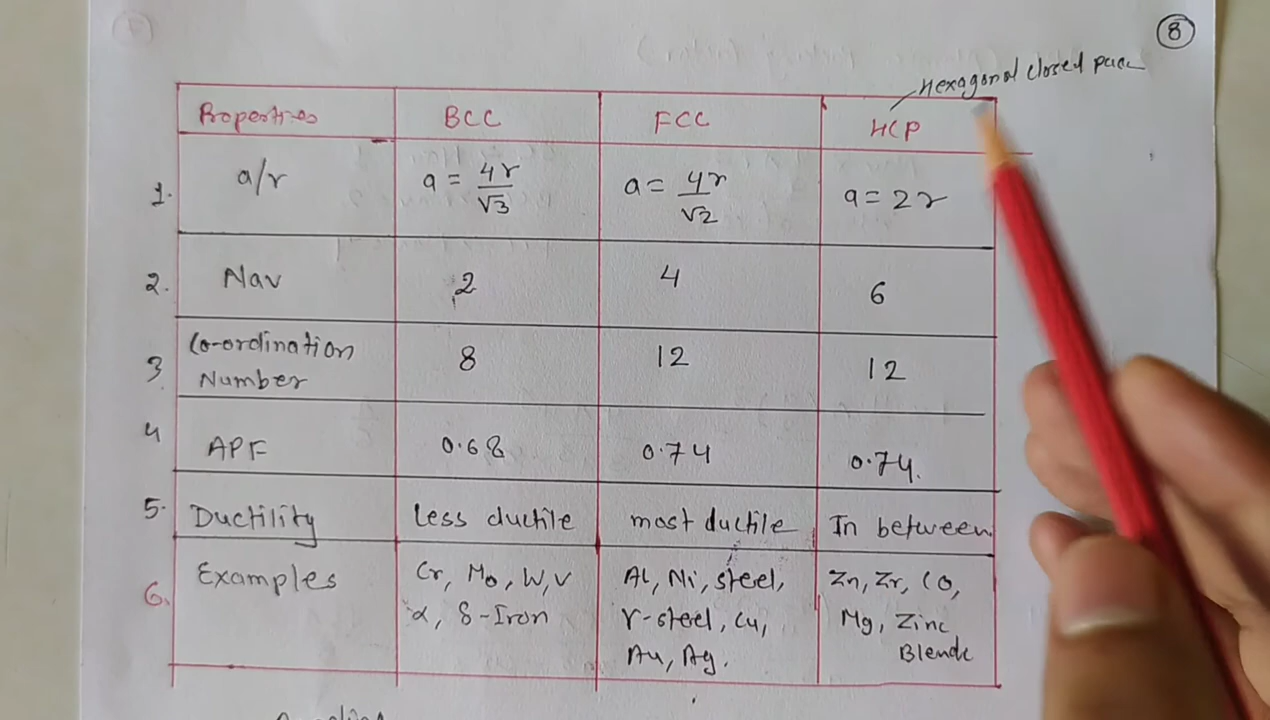 8
Hexagonal closed pack
Properties BCC FCC HCP
1. a/r a = 4r/√3 a = 4r/√2 a = 2r
2. Nav 2 4 6
3. Co-ordination Number 8 12 12
4 APF 0.68 0.74 0.74.
5. Ductility Less ductile most ductile In between
6. Examples Cr, Mo, W, V Al, Ni, steel, Zn, Zr, Co,
α, δ-Iron γ-steel, Cu, Mg, Zinc
Au, Ag. Blende